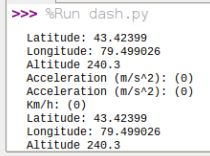 >>> %Run dash.py
Latitude: 43.42399
Longitude: 79.499026
Altitude 240.3
Acceleration (m/s^2): (0)
Acceleration (m/s^2): (0)
Km/h: (0)
Latitude: 43.42399
Longitude: 79.499026
Altitude 240.3